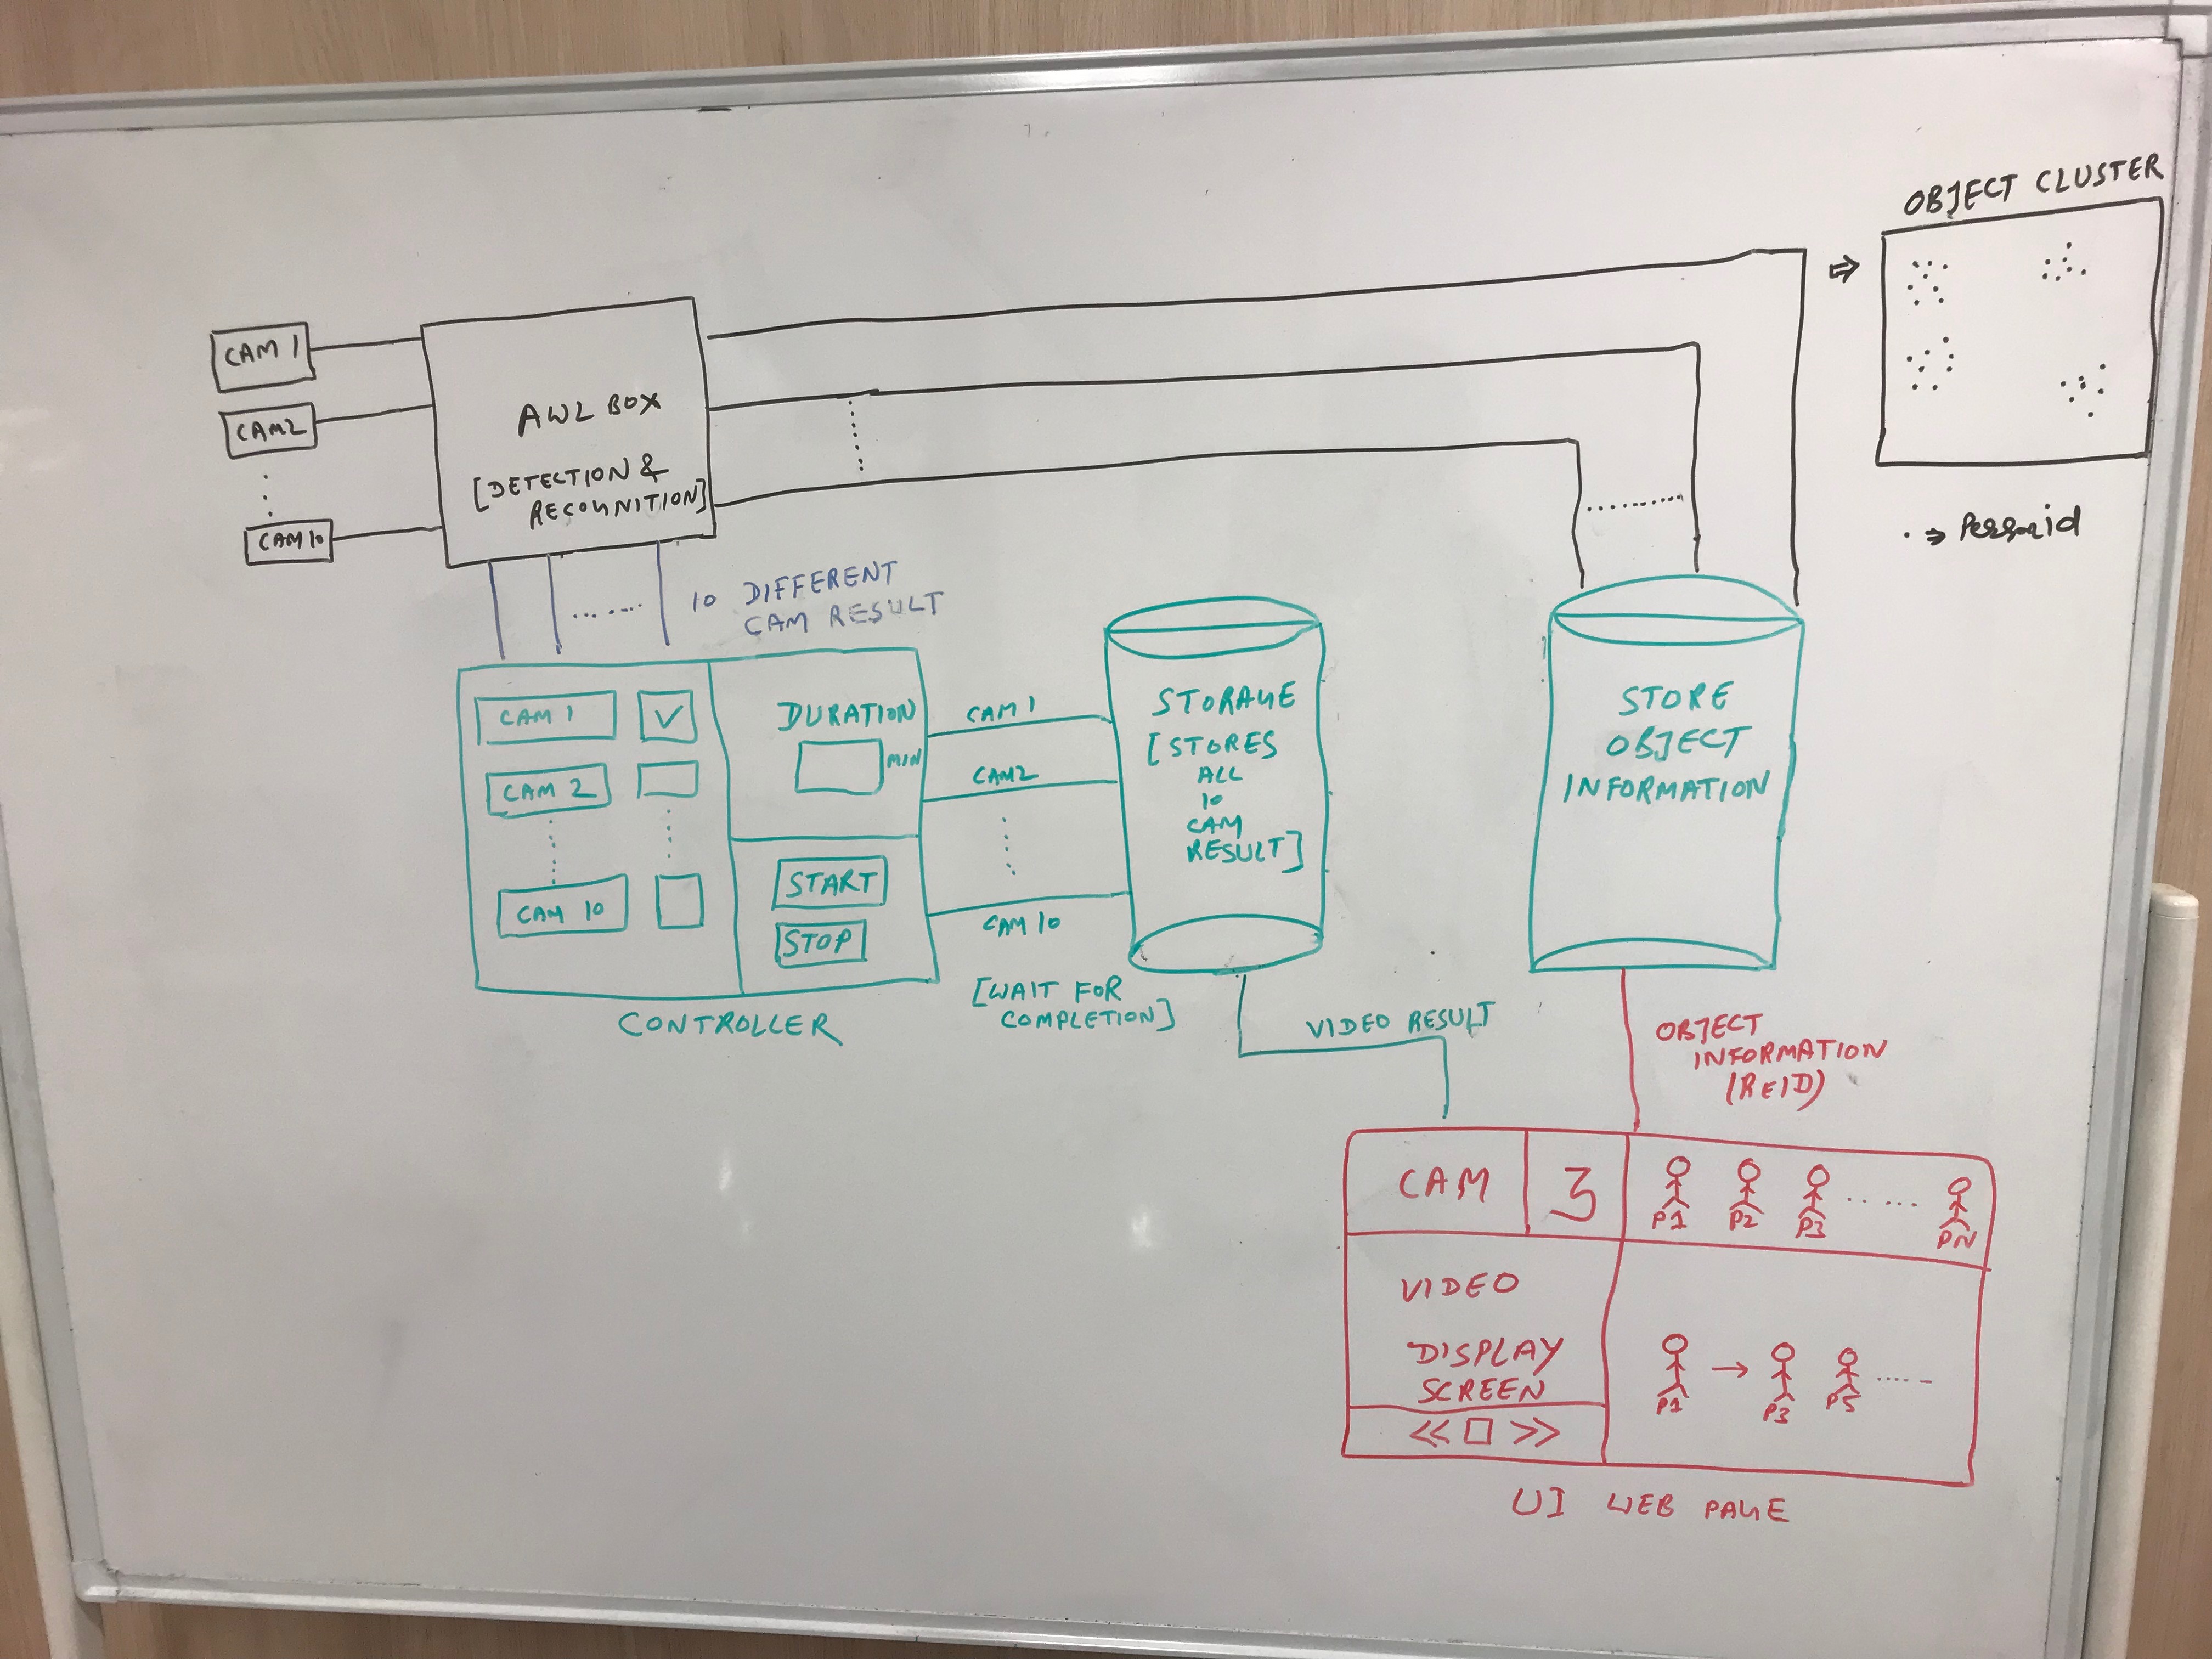 OBJECT CLUSTER
. ⇒ Personid
CAM 1
CAM2
CAM 10
AWL BOX
[DETECTION &
RECOGNITION]
10 DIFFERENT
CAM RESULT
CAM 1
CAM 2
CAM 10
DURATION
MIN
START
STOP
CONTROLLER
CAM 1
CAM2
CAM 10
[WAIT FOR
COMPLETION]
STORAGE
[STORES
ALL
10
CAM
RESULT]
STORE
OBJECT
INFORMATION
VIDEO RESULT
OBJECT
INFORMATION
(REID)
CAM 3
P1 P2 P3 ...... PN
VIDEO
DISPLAY
SCREEN
<< □ >>
P1 → P3 P5 .....
UI WEB PAGE